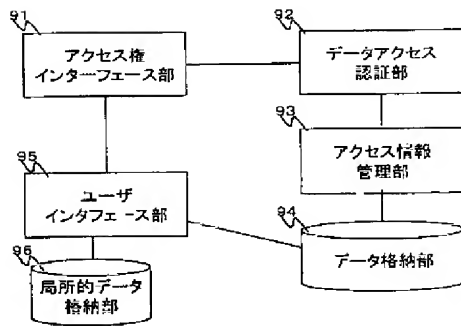 91
アクセス権
インターフェース部
92
データアクセス
認証部
93
アクセス情報
管理部
95
ユーザ
インタフェース部
94
データ格納部
96
局所的データ
格納部